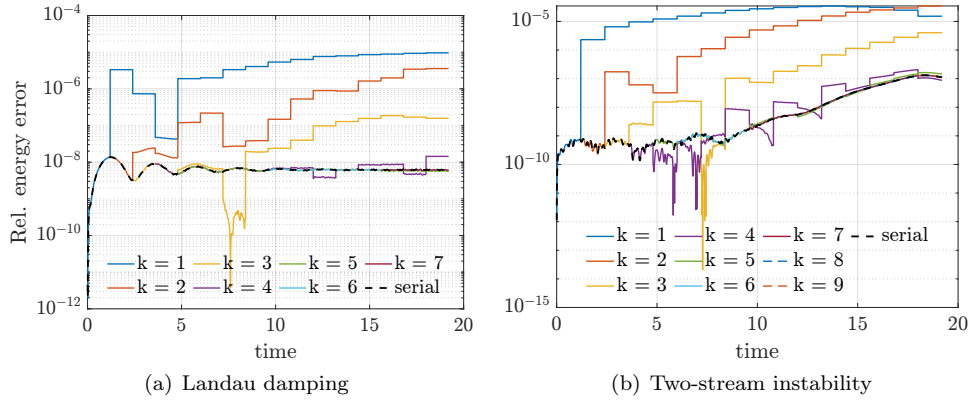 10^-4
10^-6
10^-8
10^-10
10^-12
Rel. energy error
0 5 10 15 20
time
k = 1 k = 3 k = 5 k = 7
k = 2 k = 4 k = 6 serial
(a) Landau damping
10^-5
10^-10
10^-15
0 5 10 15 20
time
k = 1 k = 4 k = 7 serial
k = 2 k = 5 k = 8
k = 3 k = 6 k = 9
(b) Two-stream instability